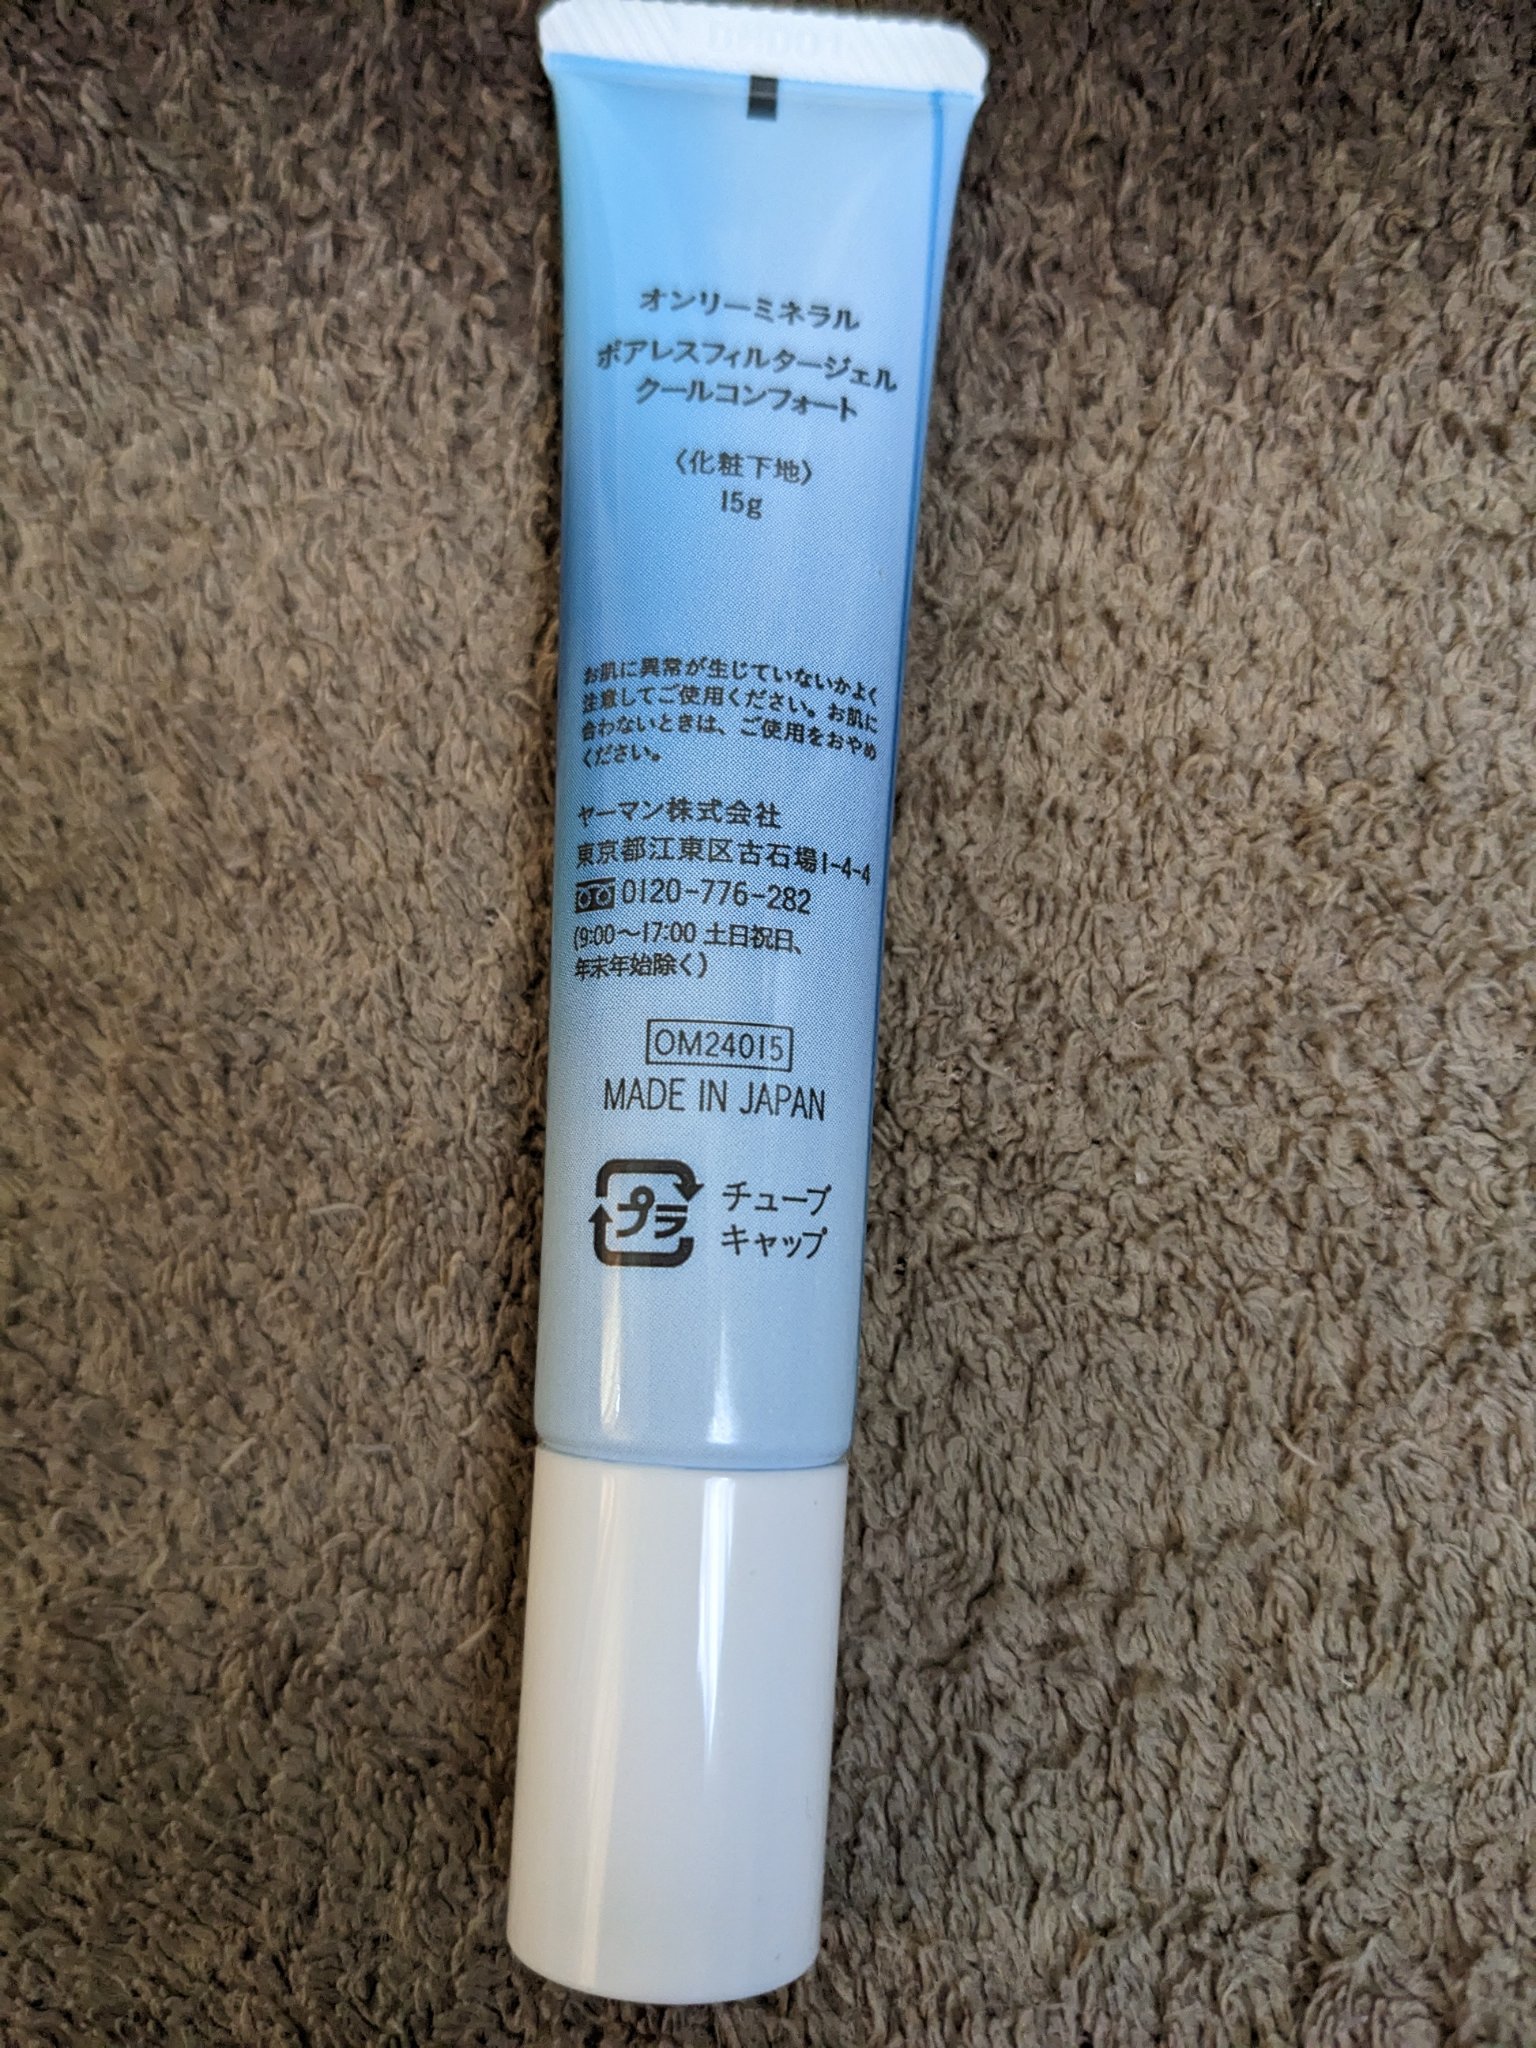 オンリーミネラル
ポアレスフィルタージェル
クールコンフォート
〈化粧下地〉
15g
お肌に異常が生じていないかよく
注意してご使用ください。お肌に
合わないときは、ご使用をおやめ
ください。
ヤーマン株式会社
東京都江東区古石場1-4-4
0120-776-282
(9:00～17:00 土日祝日、
年末年始除く)
OM24015
MADE IN JAPAN
プラ チューブ
キャップ